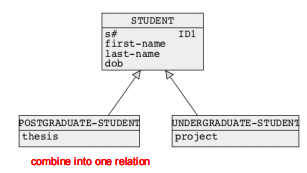 STUDENT
s# ID1
first-name
last-name
dob
POSTGRADUATE-STUDENT UNDERGRADUATE-STUDENT
thesis project
combine into one relation